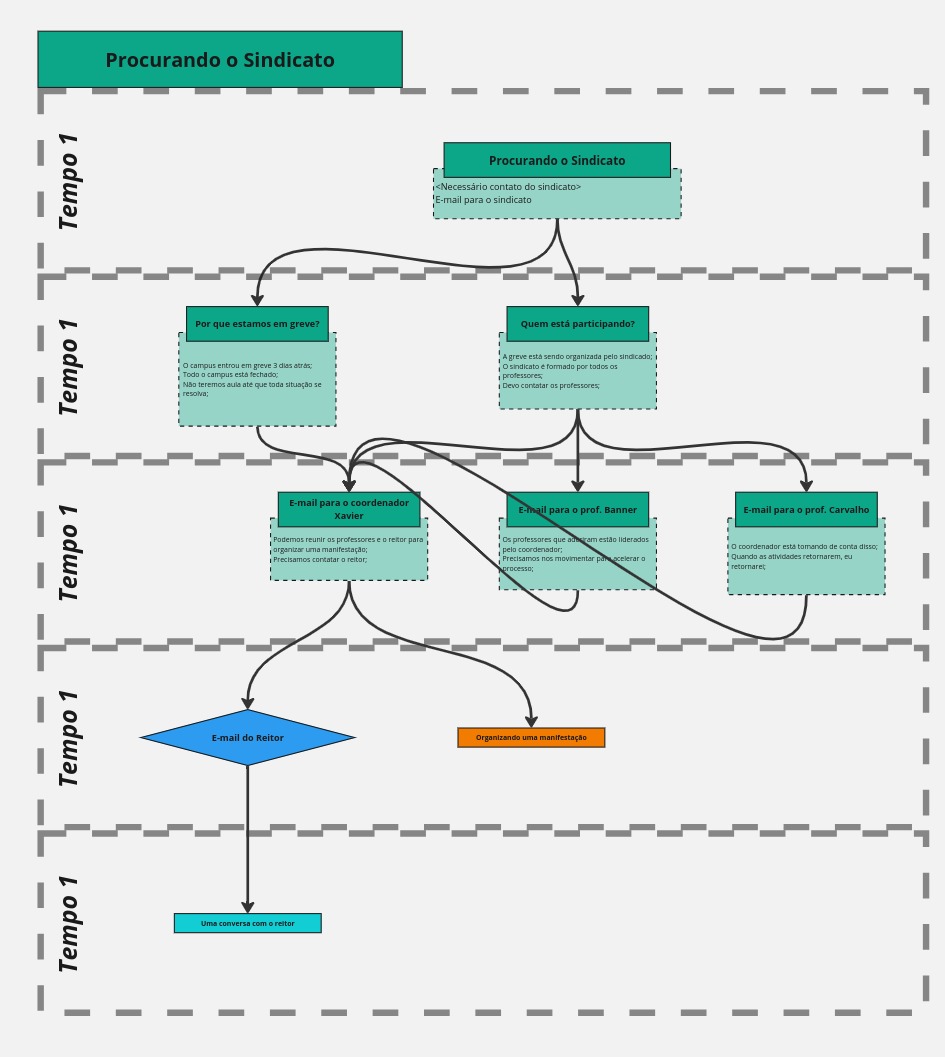 Procurando o Sindicato
Tempo 1
Procurando o Sindicato
<Necessário contato do sindicato>
E-mail para o sindicato
Tempo 1
Por que estamos em greve?
O campus entrou em greve 3 dias atrás;
Todo o campus está fechado;
Não teremos aula até que toda situação se
resolva;
Quem está participando?
A greve está sendo organizada pelo sindicado;
O sindicato é formado por todos os
professores;
Devo contatar os professores;
Tempo 1
E-mail para o coordenador
Xavier
Podemos reunir os professores e o reitor para
organizar uma manifestação;
Precisamos contatar o reitor;
E-mail para o prof. Banner
Os professores que aderiram estão liderados
pelo coordenador;
Precisamos nos movimentar para acelerar o
processo;
E-mail para o prof. Carvalho
O coordenador está tomando de conta disso;
Quando as atividades retornarem, eu
retornarei;
Tempo 1
E-mail do Reitor
Organizando uma manifestação
Tempo 1
Uma conversa com o reitor